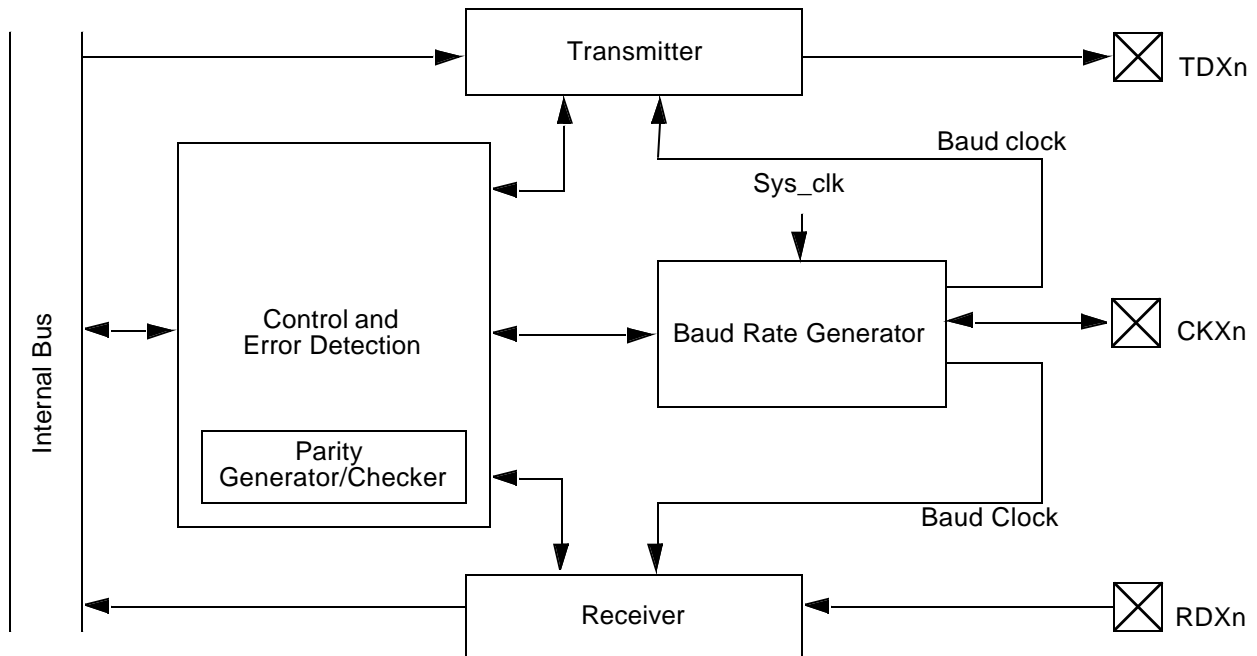 Transmitter
TDXn
Baud clock
Sys_clk
Internal Bus
Control and
Error Detection
Baud Rate Generator
CKXn
Parity
Generator/Checker
Baud Clock
Receiver
RDXn